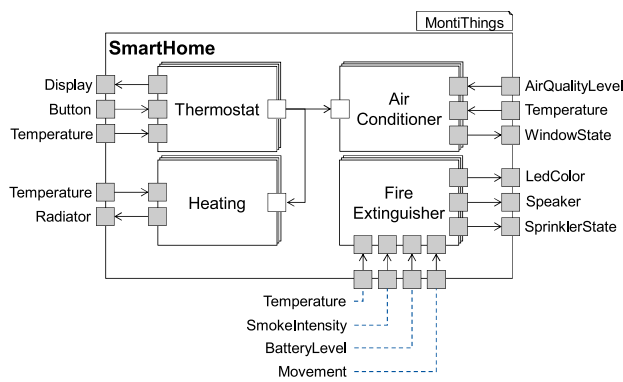 MontiThings
SmartHome
Display
Button
Temperature
Thermostat
Air
Conditioner
AirQualityLevel
Temperature
WindowState
Temperature
Radiator
Heating
Fire
Extinguisher
LedColor
Speaker
SprinklerState
Temperature
SmokeIntensity
BatteryLevel
Movement